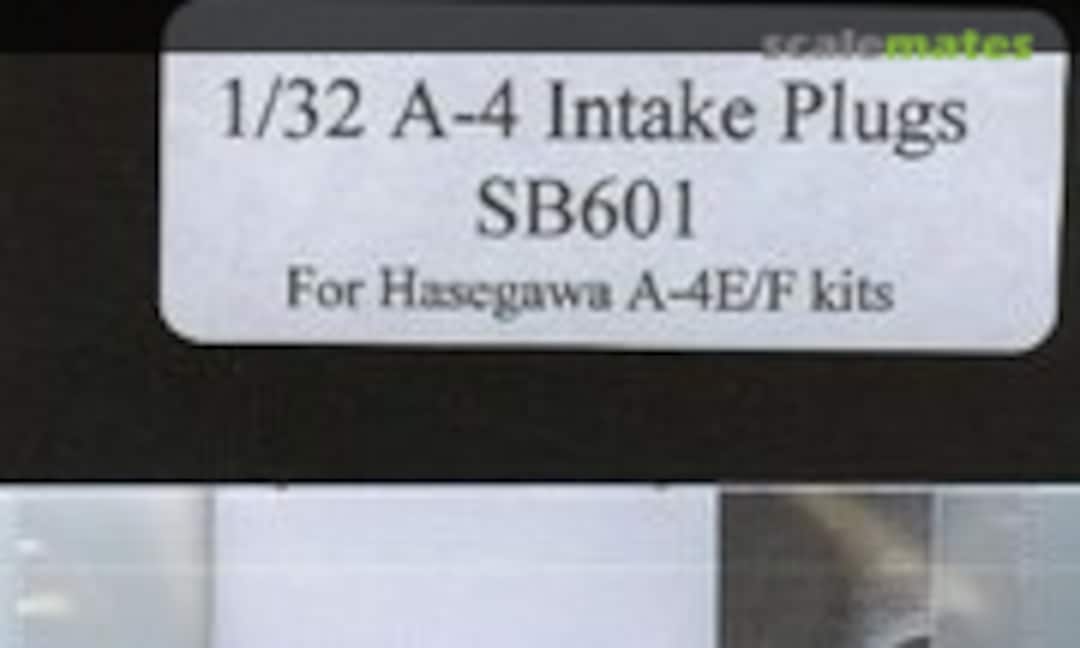 scalemates
1/32 A-4 Intake Plugs
SB601
For Hasegawa A-4E/F kits